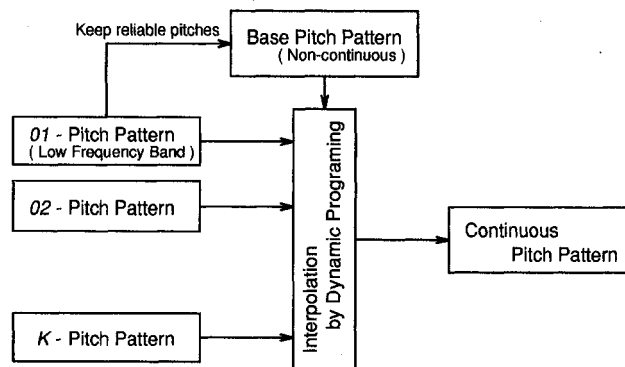 Keep reliable pitches
Base Pitch Pattern
( Non-continuous )
01 - Pitch Pattern
( Low Frequency Band )
02 - Pitch Pattern
K - Pitch Pattern
Interpolation
by Dynamic Programing
Continuous
Pitch Pattern